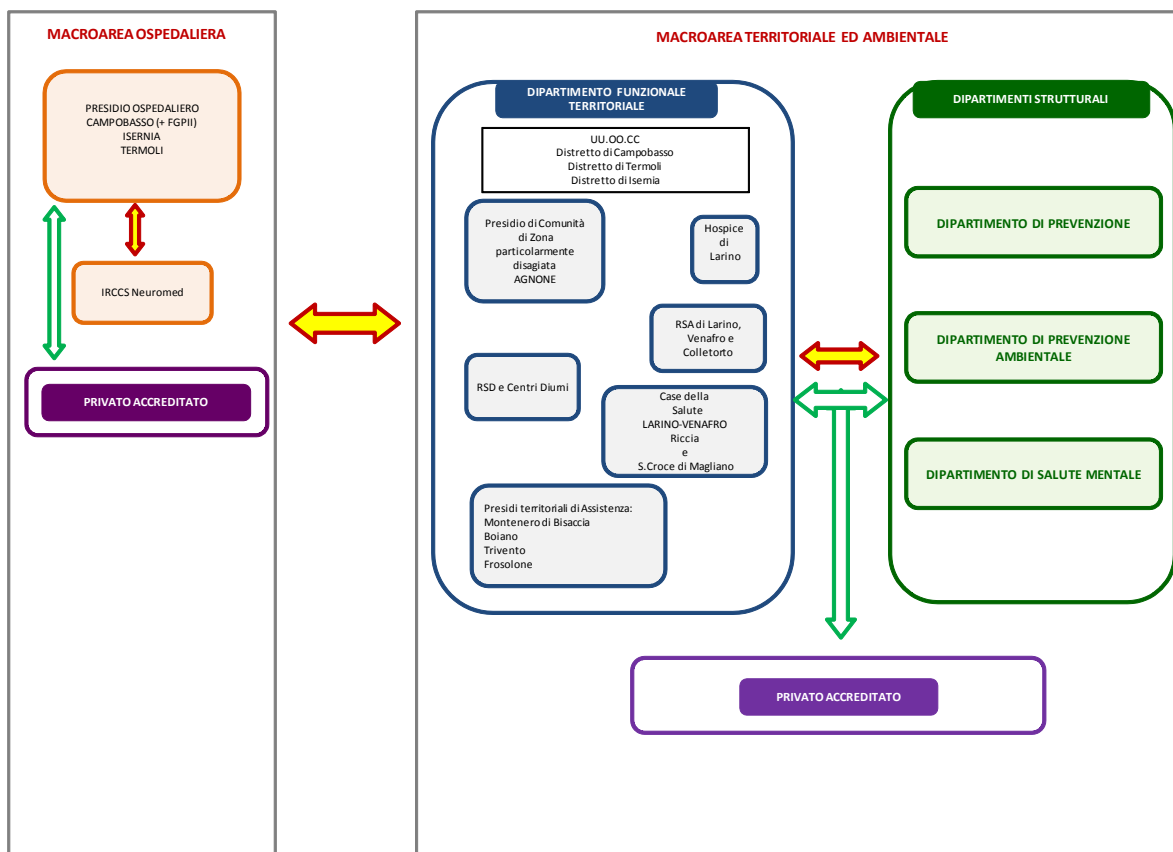 MACROAREA OSPEDALIERA
PRESIDIO OSPEDALIERO
CAMPOBASSO (+ FGPII)
ISERNIA
TERMOLI
IRCCS Neuromed
PRIVATO ACCREDITATO
MACROAREA TERRITORIALE ED AMBIENTALE
DIPARTIMENTO FUNZIONALE
TERRITORIALE
UU.OO.CC
Distretto di Campobasso
Distretto di Termoli
Distretto di Isernia
Presidio di Comunità
di Zona
particolarmente
disagiata
AGNONE
Hospice
di
Larino
RSA di Larino,
Venafro e
Colletorto
RSD e Centri Diurni
Case della
Salute
LARINO-VENAFRO
Riccia
e
S.Croce di Magliano
Presidi territoriali di Assistenza:
Montenero di Bisaccia
Boiano
Trivento
Frosolone
DIPARTIMENTI STRUTTURALI
DIPARTIMENTO DI PREVENZIONE
DIPARTIMENTO DI PREVENZIONE
AMBIENTALE
DIPARTIMENTO DI SALUTE MENTALE
PRIVATO ACCREDITATO